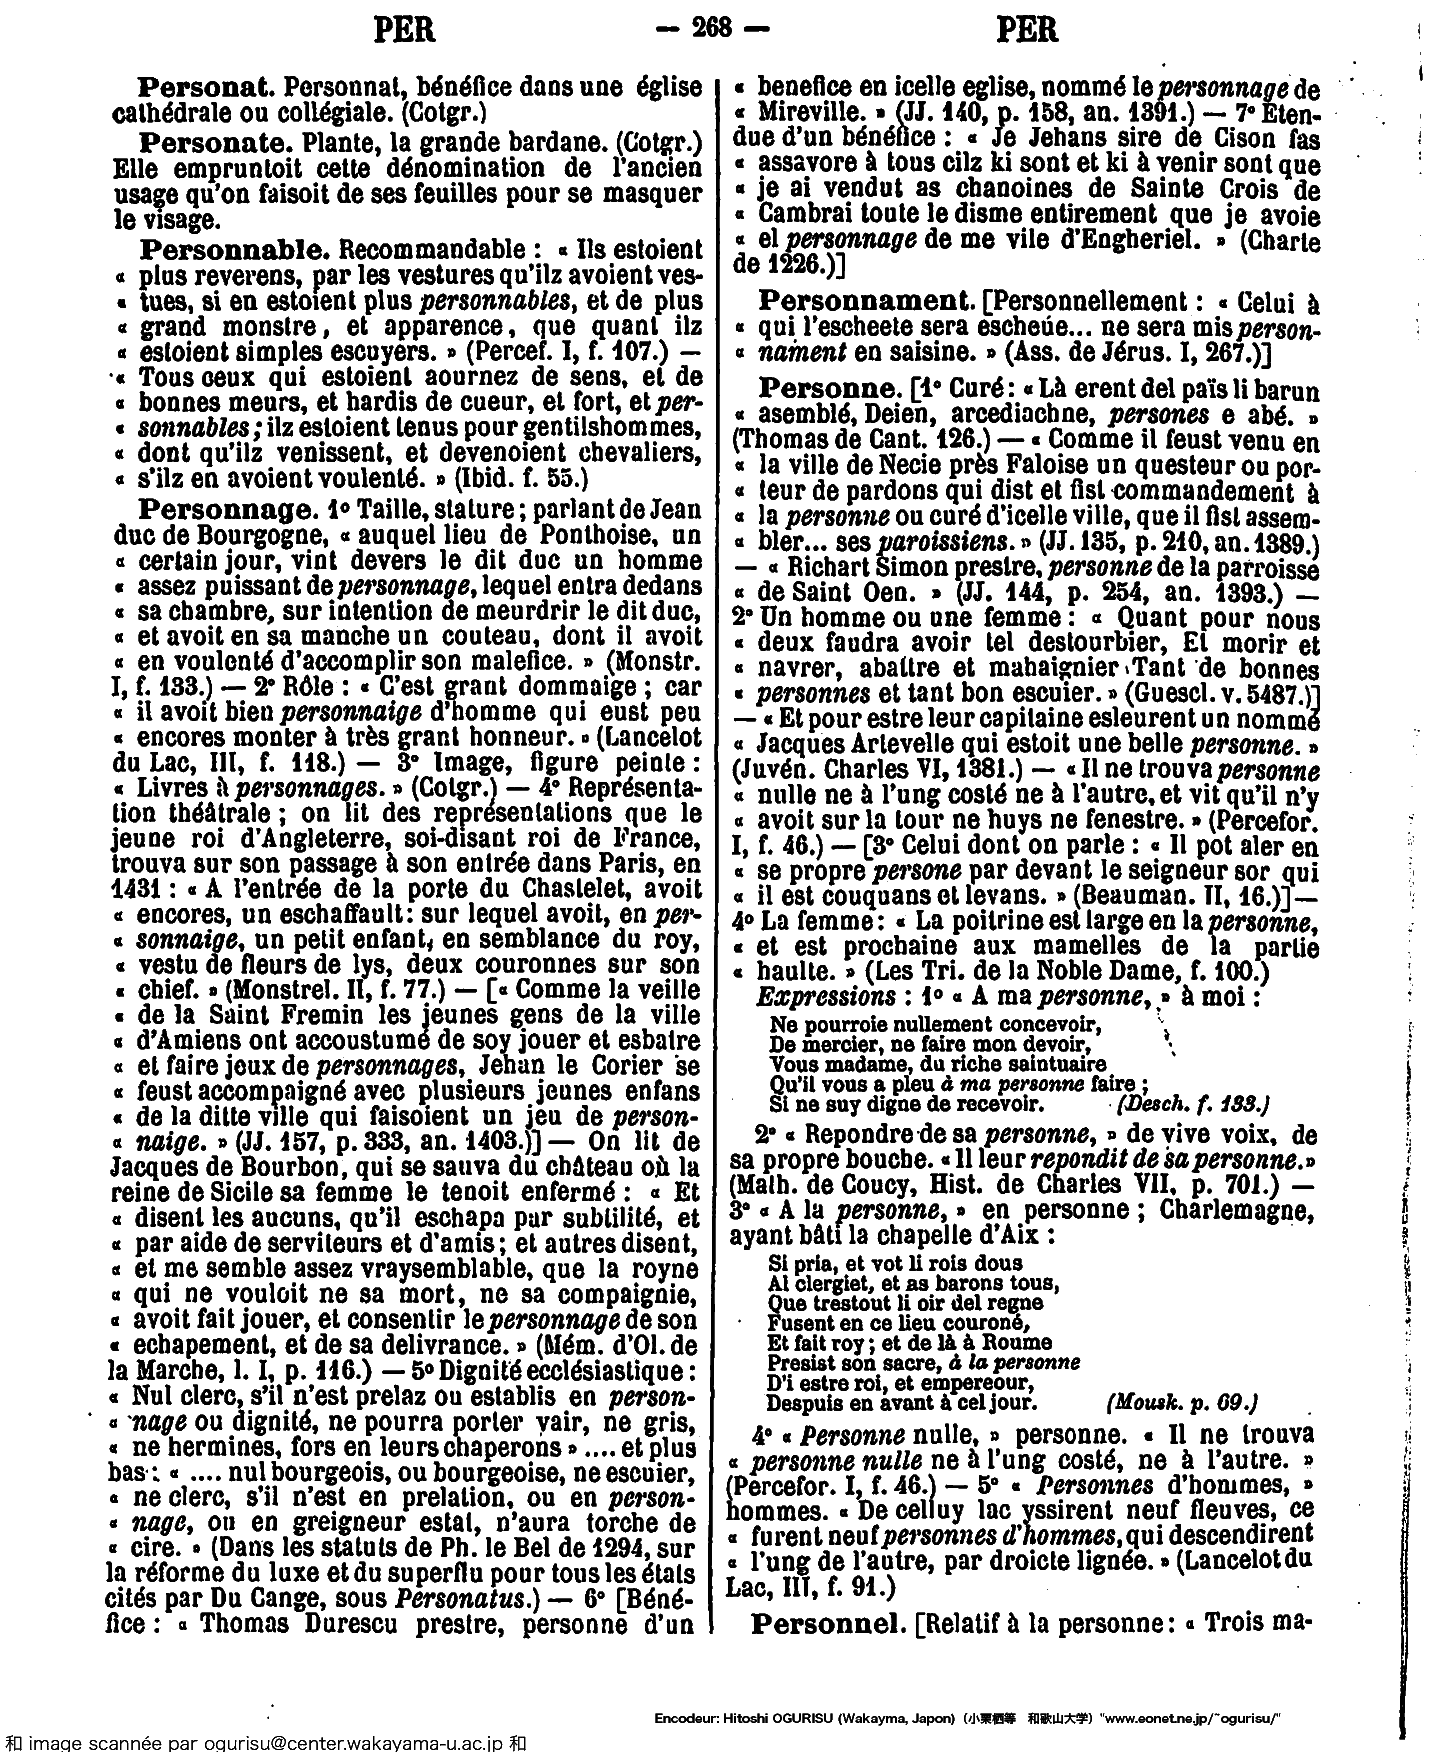 PER — 268 — PER
Personat. Personnat, bénéfice dans une église
cathédrale ou collégiale. (Cotgr.)
Personate. Plante, la grande bardane. (Cotgr.)
Elle empruntoit cette dénomination de l'ancien
usage qu'on faisoit de ses feuilles pour se masquer
le visage.
Personnable. Recommandable : « Ils estoient
« plus reverens, par les vestures qu'ilz avoient ves-
« tues, si en estoient plus personnables, et de plus
« grand monstre, et apparence, que quant ilz
« estoient simples escuyers. » (Percef. I, f. 107.) —
« Tous ceux qui estoient aournez de sens, et de
« bonnes meurs, et hardis de cueur, et fort, et per-
« sonnables ; ilz estoient tenus pour gentilshommes,
« dont qu'ilz venissent, et devenoient chevaliers,
« s'ilz en avoient voulenté. » (Ibid. f. 55.)
Personnage. 1º Taille, stature ; parlant de Jean
duc de Bourgogne, « auquel lieu de Ponthoise, un
« certain jour, vint devers le dit duc un homme
« assez puissant de personnage, lequel entra dedans
« sa chambre, sur intention de meurdrir le dit duc,
« et avoit en sa manche un couteau, dont il avoit
« en voulenté d'accomplir son malefice. » (Monstr.
I, f. 133.) — 2º Rôle : « C'est grant dommaige ; car
« il avoit bien personnaige d'homme qui eust peu
« encores monter à très grant honneur. » (Lancelot
du Lac, III, f. 118.) — 3º Image, figure peinte :
« Livres à personnages. » (Cotgr.) — 4º Représenta-
tion théâtrale ; on lit des représentations que le
jeune roi d'Angleterre, soi-disant roi de France,
trouva sur son passage à son entrée dans Paris, en
1431 : « A l'entrée de la porte du Chastelet, avoit
« encores, un eschaffault : sur lequel avoit, en per-
« sonnaige, un petit enfant, en semblance du roy,
« vestu de fleurs de lys, deux couronnes sur son
« chief. » (Monstrel. II, f. 77.) — [« Comme la veille
« de la Saint Fremin les jeunes gens de la ville
« d'Amiens ont accoustumé de soy jouer et esbatre
« et faire jeux de personnages, Jehan le Corier se
« feust accompaigné avec plusieurs jeunes enfans
« de la ditte ville qui faisoient un jeu de person-
« naige. » (JJ. 157, p. 333, an. 1403.)] — On lit de
Jacques de Bourbon, qui se sauva du château où la
reine de Sicile sa femme le tenoit enfermé : « Et
« disent les aucuns, qu'il eschapa par subtilité, et
« par aide de serviteurs et d'amis ; et autres disent,
« et me semble assez vraysemblable, que la royne
« qui ne vouloit ne sa mort, ne sa compaignie,
« avoit fait jouer, et consentir le personnage de son
« echapement, et de sa delivrance. » (Mém. d'Ol. de
la Marche, l. I, p. 116.) — 5º Dignité ecclésiastique :
« Nul clerc, s'il n'est prelaz ou establis en person-
« nage ou dignité, ne pourra porter vair, ne gris,
« ne hermines, fors en leurs chaperons » .... et plus
bas : « .... nul bourgeois, ou bourgeoise, ne escuier,
« ne clerc, s'il n'est en prelation, ou en person-
« nage, ou en greigneur estat, n'aura torche de
« cire. » (Dans les statuts de Ph. le Bel de 1294, sur
la réforme du luxe et du superflu pour tous les états
cités par Du Cange, sous Personatus.) — 6º [Béné-
fice : « Thomas Durescu prestre, personne d'un
« benefice en icelle eglise, nommé le personnage de
« Mireville. » (JJ. 140, p. 158, an. 1391.) — 7º Eten-
due d'un bénéfice : « Je Jehans sire de Cison fas
« assavore à tous cilz ki sont et ki à venir sont que
« je ai vendut as chanoines de Sainte Crois de
« Cambrai toute le disme entirement que je avoie
« el personnage de me vile d'Engheriel. » (Charte
de 1226.)]
Personnament. [Personnellement : « Celui à
« qui l'escheete sera escheüe... ne sera mis person-
« nament en saisine. » (Ass. de Jérus. I, 267.)]
Personne. [1º Curé : « Là erent del païs li barun
« asemblé, Deien, arcediachne, persones e abé. »
(Thomas de Cant. 126.) — « Comme il feust venu en
« la ville de Necie près Faloise un questeur ou por-
« teur de pardons qui dist et fist commandement à
« la personne ou curé d'icelle ville, que il fist assem-
« bler... ses paroissiens. » (JJ. 135, p. 210, an. 1389.)
— « Richart Simon prestre, personne de la parroisse
« de Saint Oen. » (JJ. 144, p. 254, an. 1393.) —
2º Un homme ou une femme : « Quant pour nous
« deux faudra avoir tel destourbier, Et morir et
« navrer, abattre et mahaignier Tant de bonnes
« personnes et tant bon escuier. » (Guescl. v. 5487.)]
— « Et pour estre leur capitaine esleurent un nommé
« Jacques Artevelle qui estoit une belle personne. »
(Juvén. Charles VI, 1381.) — « Il ne trouva personne
« nulle ne à l'ung costé ne à l'autre, et vit qu'il n'y
« avoit sur la tour ne huys ne fenestre. » (Percefor.
I, f. 46.) — [3º Celui dont on parle : « Il pot aler en
« se propre persone par devant le seigneur sor qui
« il est couquans et levans. » (Beauman. II, 16.)] —
4º La femme : « La poitrine est large en la personne,
« et est prochaine aux mamelles de la partie
« haulte. » (Les Tri. de la Noble Dame, f. 100.)
Expressions : 1º « A ma personne, » à moi :
Ne pourroie nullement concevoir,
De mercier, ne faire mon devoir,
Vous madame, du riche saintuaire
Qu'il vous a pleu à ma personne faire ;
Si ne suy digne de recevoir. (Desch. f. 133.)
2º « Repondre de sa personne, » de vive voix, de
sa propre bouche. « Il leur repondit de sa personne. »
(Math. de Coucy, Hist. de Charles VII, p. 701.) —
3º « A la personne, » en personne ; Charlemagne,
ayant bâti la chapelle d'Aix :
Si pria, et vot li rois dous
Al clergiet, et as barons tous,
Que trestout li oir del regne
Fusent en ce lieu couroné,
Et fait roy ; et de là à Roume
Presist son sacre, à la personne
D'i estre roi, et empereour,
Despuis en avant à cel jour. (Mousk. p. 69.)
4º « Personne nulle, » personne. « Il ne trouva
« personne nulle ne à l'ung costé, ne à l'autre. »
(Percefor. I, f. 46.) — 5º « Personnes d'hommes, »
hommes. « De celluy lac yssirent neuf fleuves, ce
« furent neuf personnes d'hommes, qui descendirent
« l'ung de l'autre, par droicte lignée. » (Lancelot du
Lac, III, f. 91.)
Personnel. [Relatif à la personne : « Trois ma-
Encodeur: Hitoshi OGURISU (Wakayma, Japon) (小栗栖等 和歌山大学) "www.eonet.ne.jp/~ogurisu/"
和 image scannée par ogurisu@center.wakayama-u.ac.jp 和